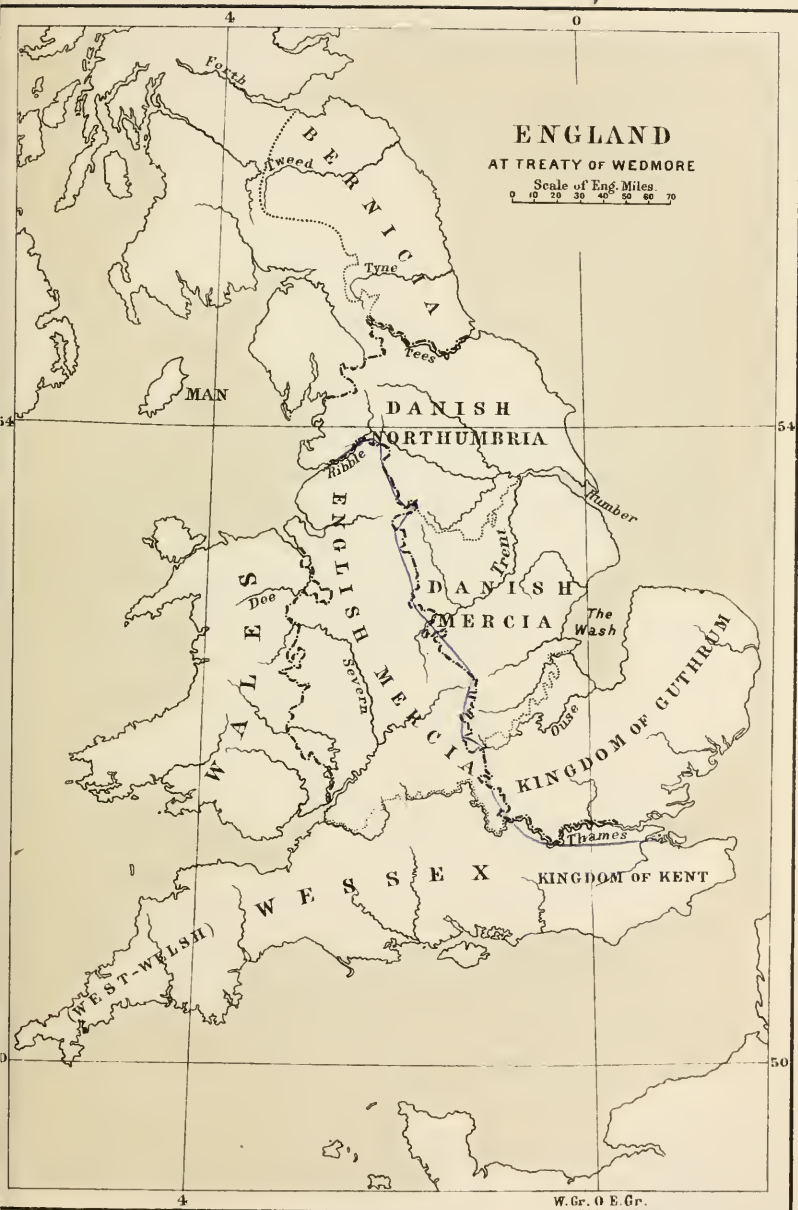 4
0
ENGLAND
AT TREATY OF WEDMORE
Scale of Eng. Miles.
0 10 20 30 40 50 60 70
Forth
BERNICIA
Tweed
Tyne
Tees
MAN
DANISH
NORTHUMBRIA
54
54
Ribble
Humber
ENGLISH MERCIA
Trent
DANISH
MERCIA
The
Wash
WALES
Dee
Severn
Ouse
KINGDOM OF GUTHRUM
Thames
WESSEX
KINGDOM OF KENT
(WEST-WELSH)
0
50
4
W.Gr. 0 E.Gr.